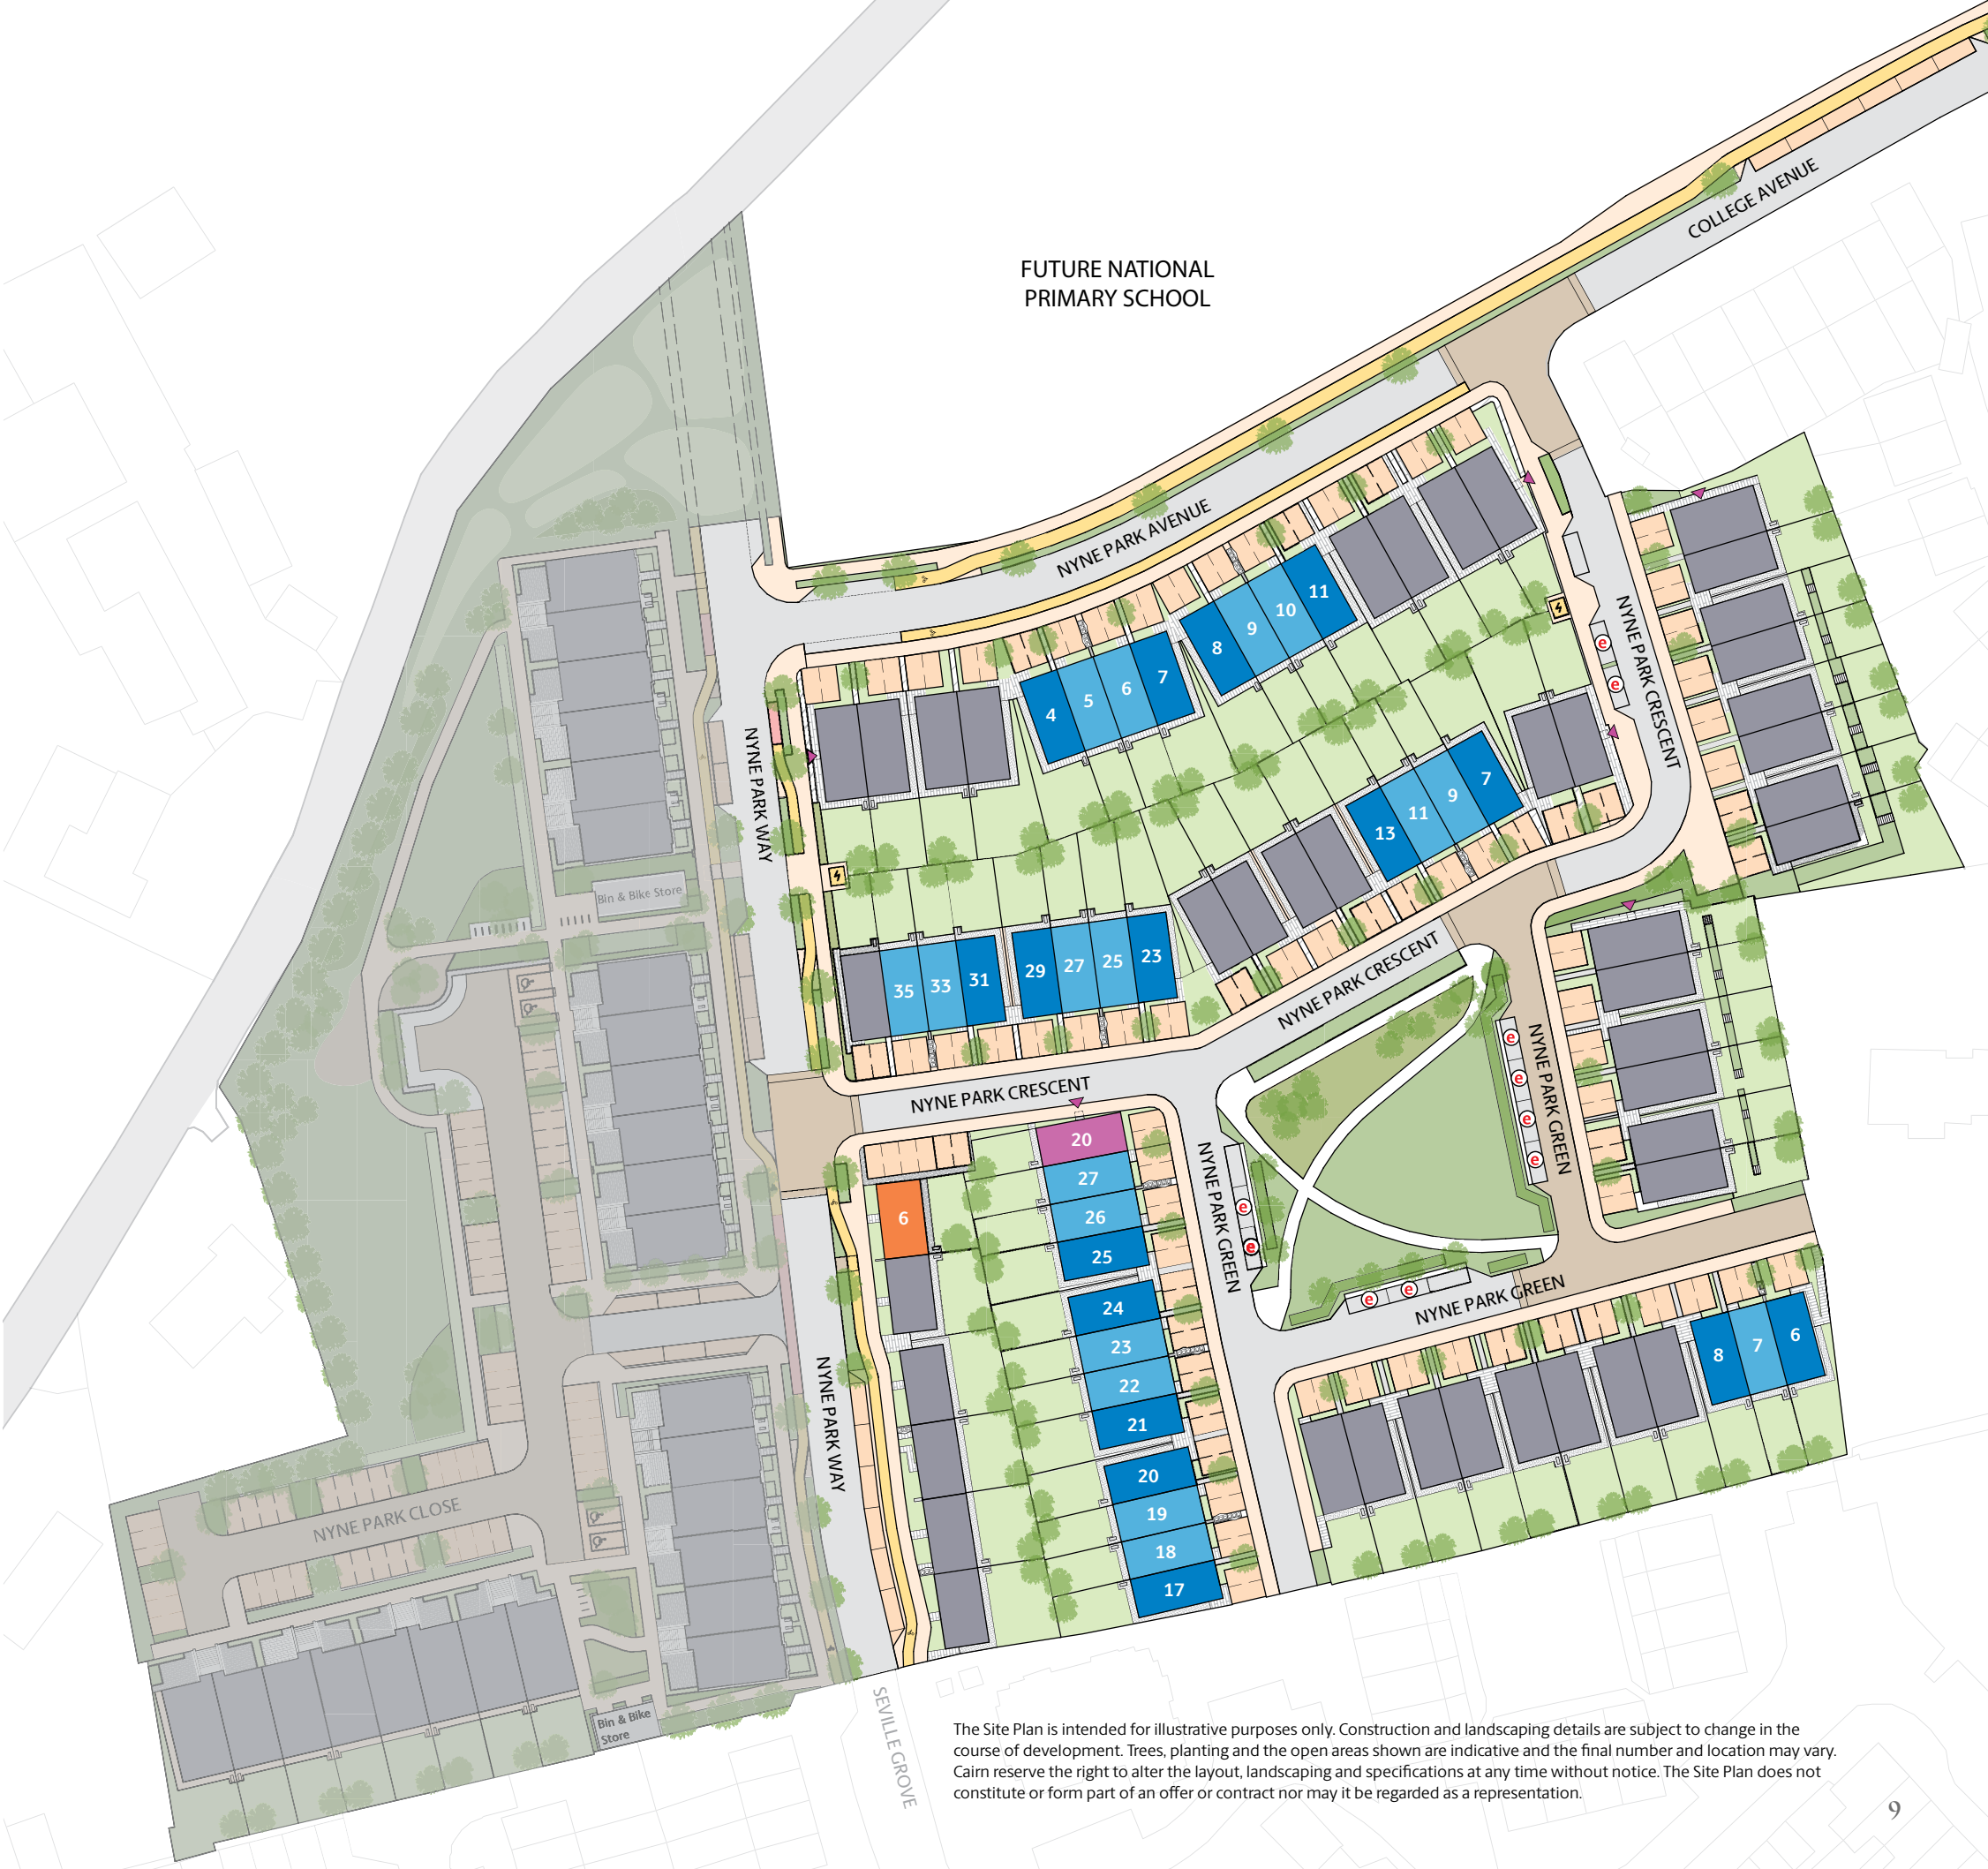 COLLEGE AVENUE
FUTURE NATIONAL
PRIMARY SCHOOL
NYNE PARK AVENUE
11
10
9
8
7
6
5
4
NYNE PARK CRESCENT
e
e
NYNE PARK WAY
7
9
11
13
Bin & Bike Store
35
33
31
29
27
25
23
NYNE PARK CRESCENT
NYNE PARK CRESCENT
NYNE PARK GREEN
e
e
e
e
20
27
26
25
6
NYNE PARK GREEN
e
e
e
e
NYNE PARK GREEN
24
23
22
21
8
7
6
NYNE PARK WAY
20
19
18
17
NYNE PARK CLOSE
Bin & Bike
Store
SEVILLE GROVE
The Site Plan is intended for illustrative purposes only. Construction and landscaping details are subject to change in the
course of development. Trees, planting and the open areas shown are indicative and the final number and location may vary.
Cairn reserve the right to alter the layout, landscaping and specifications at any time without notice. The Site Plan does not
constitute or form part of an offer or contract nor may it be regarded as a representation.
9